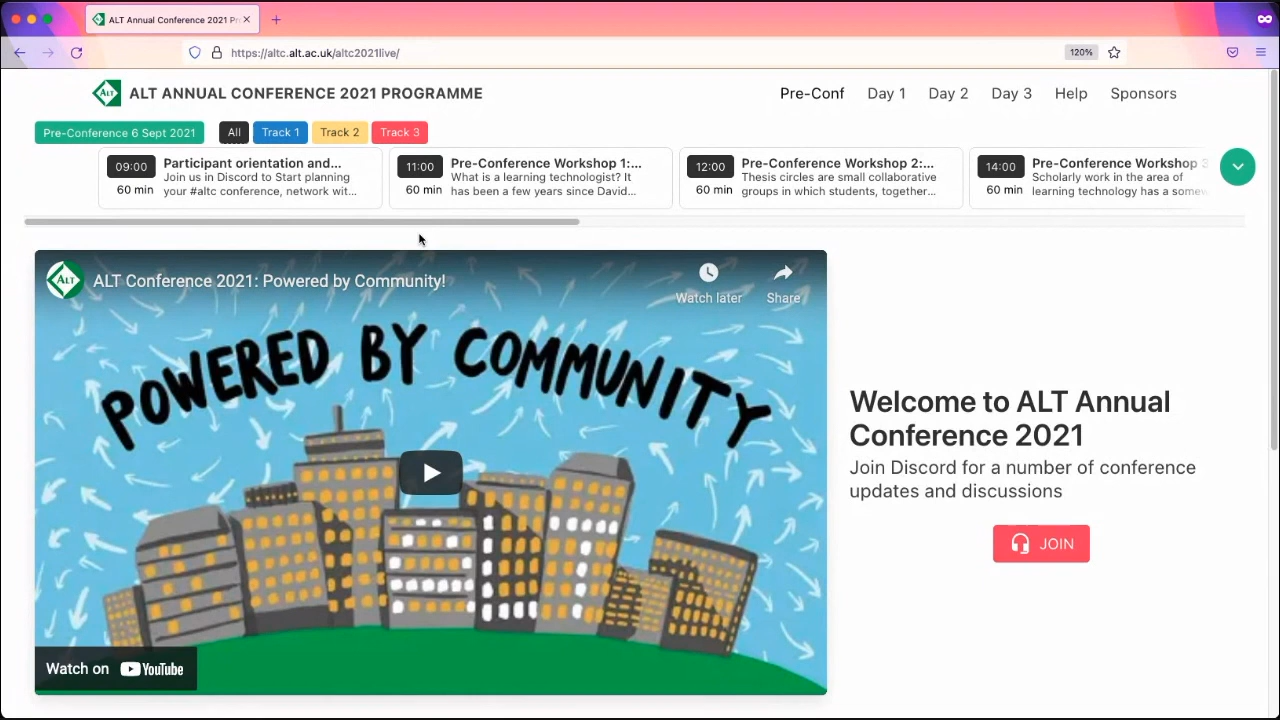 ALT Annual Conference 2021 Pr
https://altc.alt.ac.uk/altc2021live/
120%
ALT
ALT ANNUAL CONFERENCE 2021 PROGRAMME
Pre-Conf
Day 1
Day 2
Day 3
Help
Sponsors
Pre-Conference 6 Sept 2021
All
Track 1
Track 2
Track 3
09:00
60 min
Participant orientation and...
Join us in Discord to Start planning
your #altc conference, network wit...
11:00
60 min
Pre-Conference Workshop 1:...
What is a learning technologist? It
has been a few years since David...
12:00
60 min
Pre-Conference Workshop 2:...
Thesis circles are small collaborative
groups in which students, together...
14:00
60 min
Pre-Conference Workshop 3
Scholarly work in the area of
learning technology has a somew
ALT
ALT Conference 2021: Powered by Community!
Watch later
Share
POWERED BY COMMUNITY
Watch on YouTube
Welcome to ALT Annual
Conference 2021
Join Discord for a number of conference
updates and discussions
JOIN